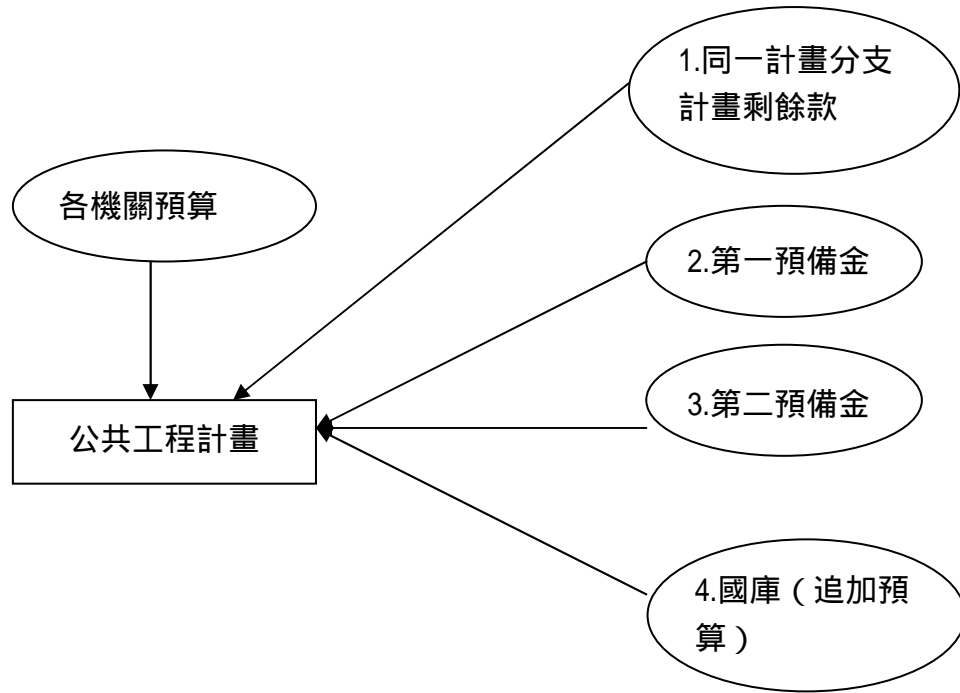 1.同一計畫分支
計畫剩餘款
各機關預算
2.第一預備金
3.第二預備金
公共工程計畫
4.國庫（追加預
算）